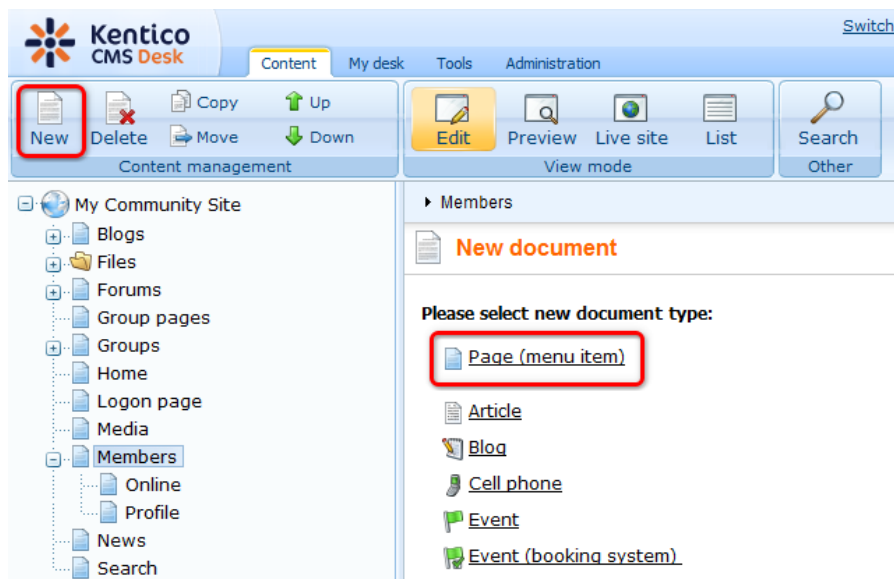 Kentico
CMS Desk
Switch
Content My desk Tools Administration
New Delete Copy Move Up Down
Content management
Edit Preview Live site List
View mode
Search
Other
My Community Site
Blogs
Files
Forums
Group pages
Groups
Home
Logon page
Media
Members
Online
Profile
News
Search
Members
New document
Please select new document type:
Page (menu item)
Article
Blog
Cell phone
Event
Event (booking system)